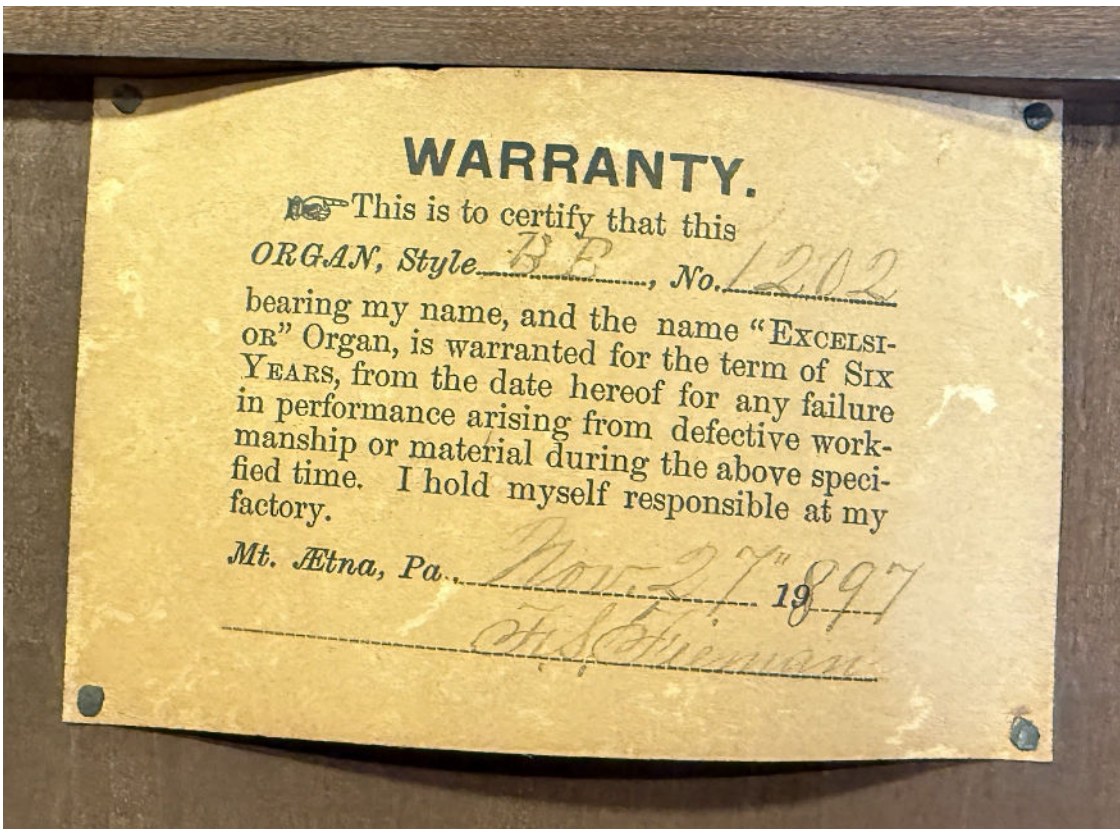 WARRANTY.
☞ This is to certify that this
ORGAN, Style BE, No. 1202
bearing my name, and the name "EXCELSI-
OR" Organ, is warranted for the term of SIX
YEARS, from the date hereof for any failure
in performance arising from defective work-
manship or material during the above speci-
fied time. I hold myself responsible at my
factory.
Mt. Ætna, Pa. Nov. 27" 1897
F. S.